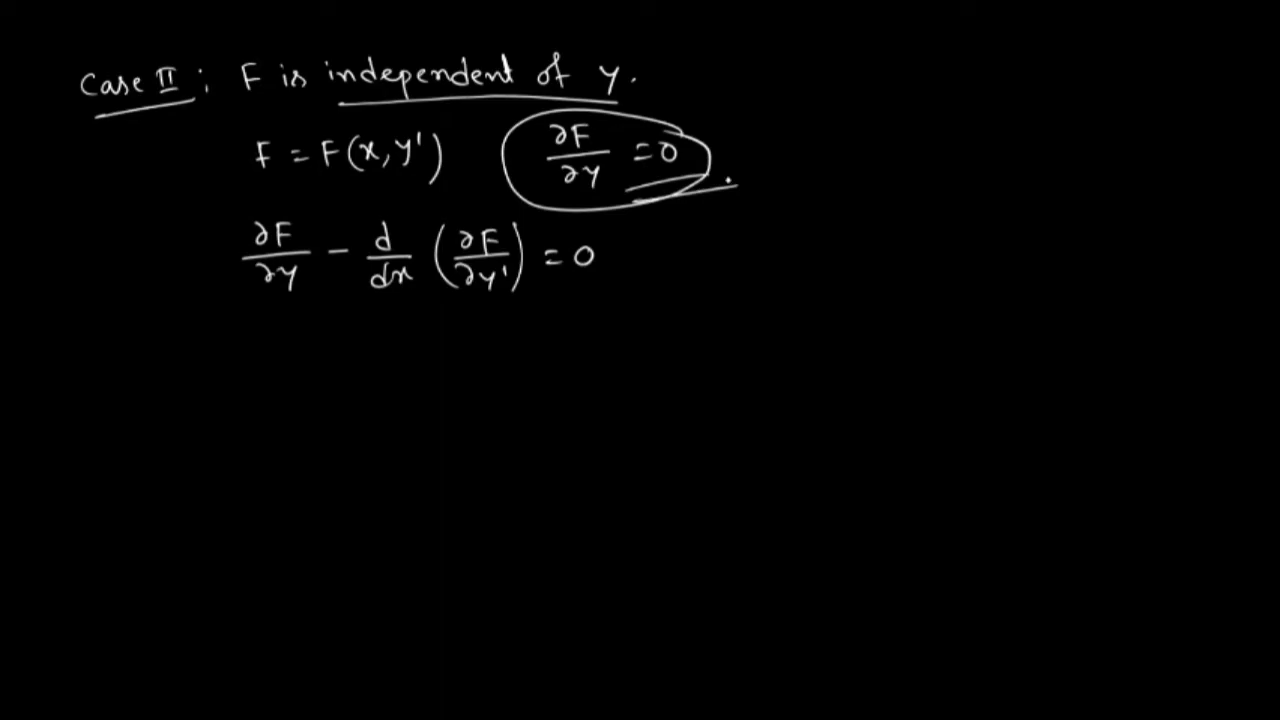 Case II : F is independent of y.
F = F(x, y') ∂F/∂y = 0
∂F/∂y - d/dx (∂F/∂y') = 0